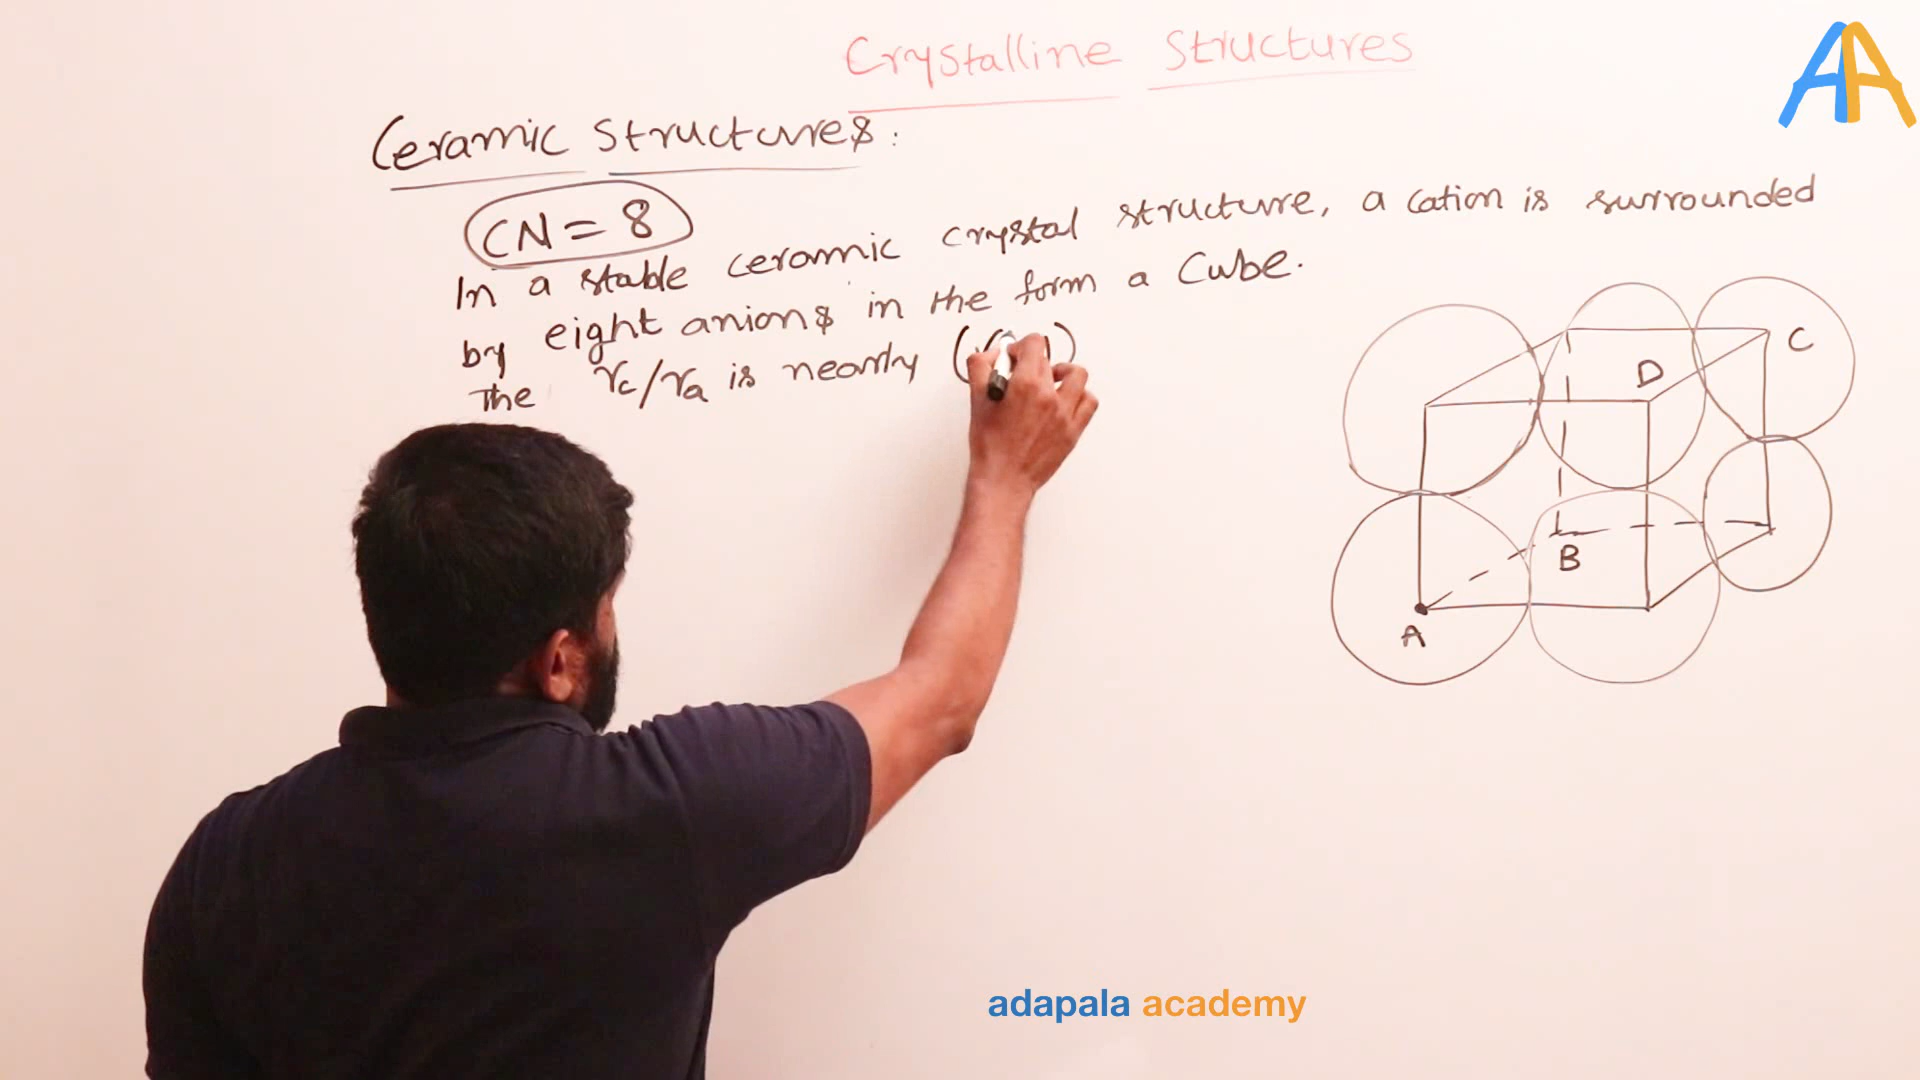 Crystalline Structures
AA
Ceramic Structures:
CN = 8
In a stable ceramic crystal structure, a cation is surrounded
by eight anions in the form a Cube.
The rc/ra is nearly (
C
D
B
A
adapala academy